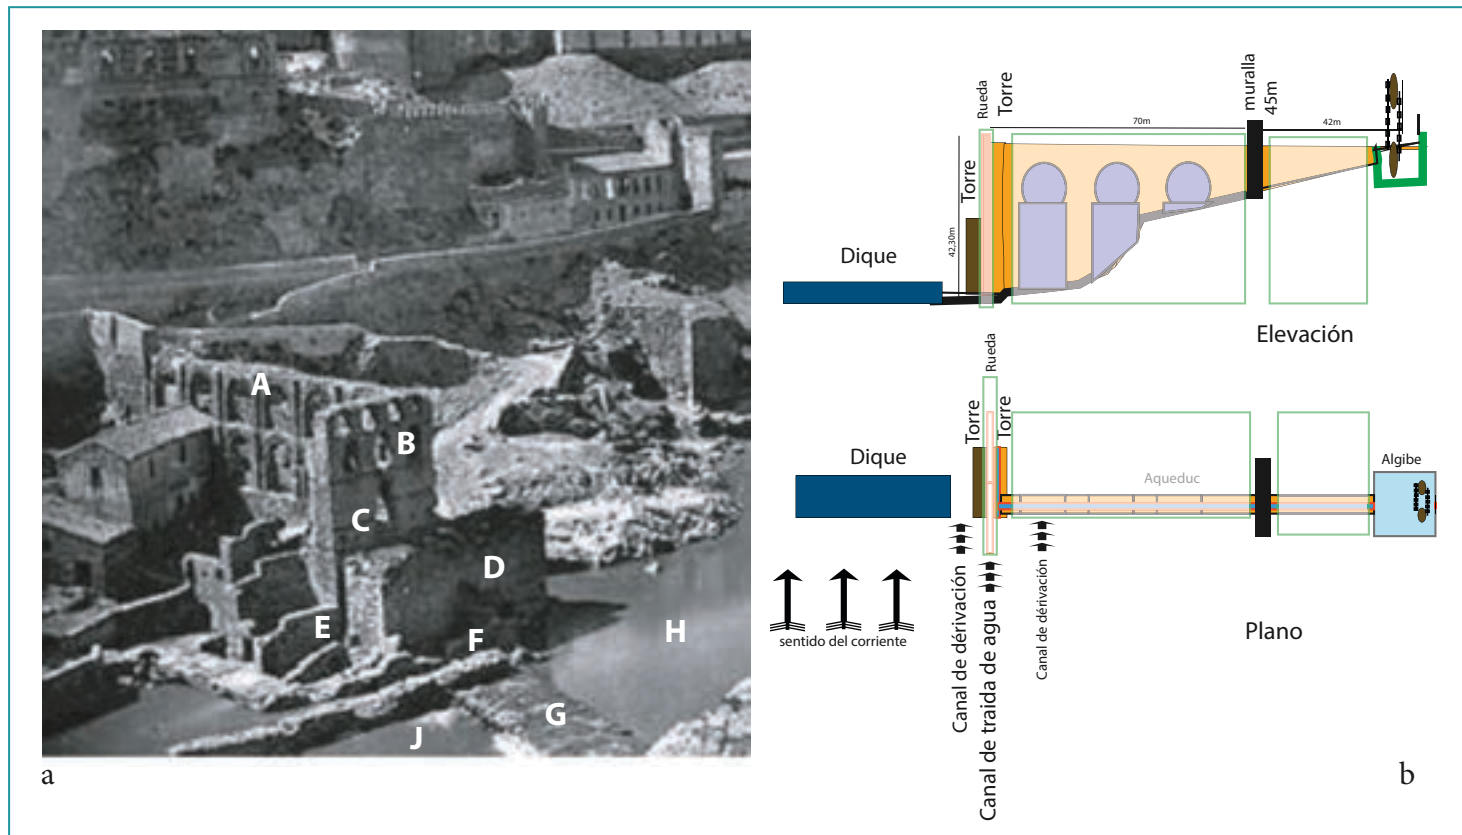 A
B
C
D
E
F
G
H
J
a
Rueda
Torre
muralla
45m
70m
42m
Torre
42,30m
Dique
Elevación
Rueda
Torre
Torre
Dique
Aqueduc
Algibe
Canal de dérivación
Canal de traida de agua
Canal de dérivación
sentido del corriente
Plano
b